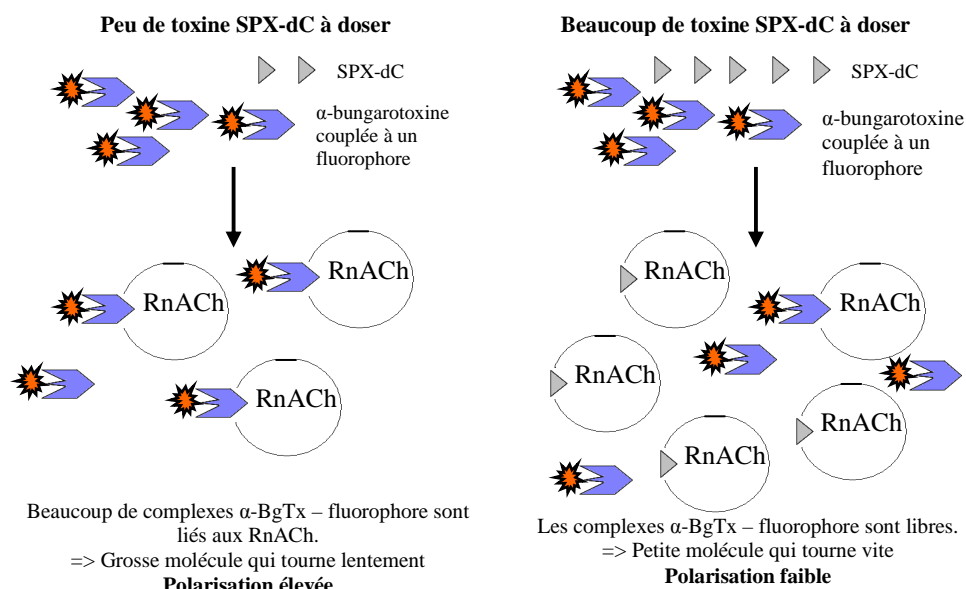 Peu de toxine SPX-dC à doser
SPX-dC
α-bungarotoxine
couplée à un
fluorophore
RnACh
RnACh
RnACh
Beaucoup de complexes α-BgTx – fluorophore sont
liés aux RnACh.
=> Grosse molécule qui tourne lentement
Polarisation élevée
Beaucoup de toxine SPX-dC à doser
SPX-dC
α-bungarotoxine
couplée à un
fluorophore
RnACh
RnACh
RnACh
RnACh
RnACh
Les complexes α-BgTx – fluorophore sont libres.
=> Petite molécule qui tourne vite
Polarisation faible